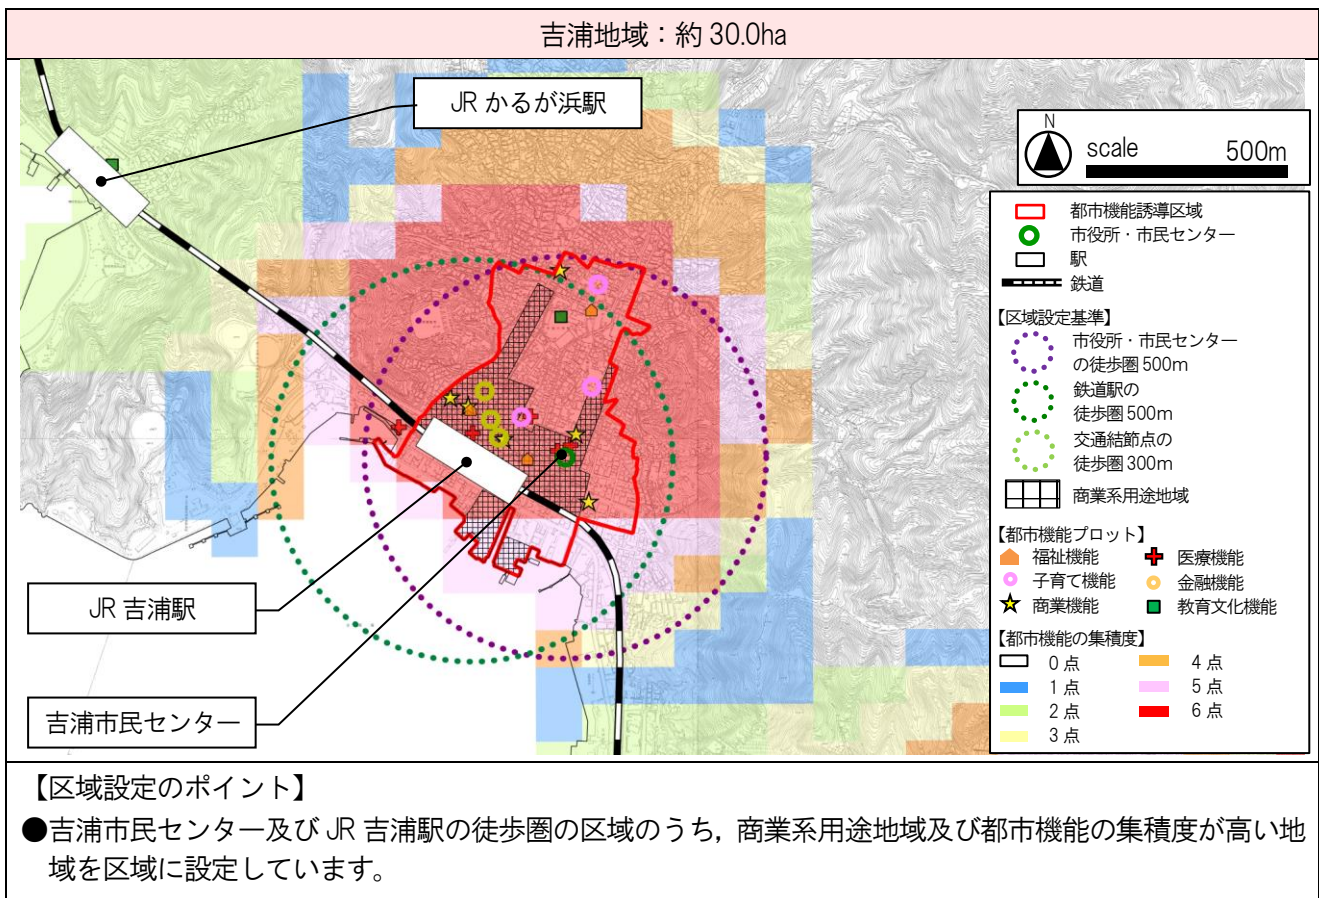 吉浦地域：約 30.0ha
JR かるが浜駅
N
scale 500m
都市機能誘導区域
市役所・市民センター
駅
鉄道
【区域設定基準】
市役所・市民センター
の徒歩圏 500m
鉄道駅の
徒歩圏 500m
交通結節点の
徒歩圏 300m
商業系用途地域
【都市機能プロット】
福祉機能 医療機能
子育て機能 金融機能
商業機能 教育文化機能
【都市機能の集積度】
0 点 4 点
1 点 5 点
2 点 6 点
3 点
JR 吉浦駅
吉浦市民センター
【区域設定のポイント】
●吉浦市民センター及び JR 吉浦駅の徒歩圏の区域のうち，商業系用途地域及び都市機能の集積度が高い地
域を区域に設定しています。